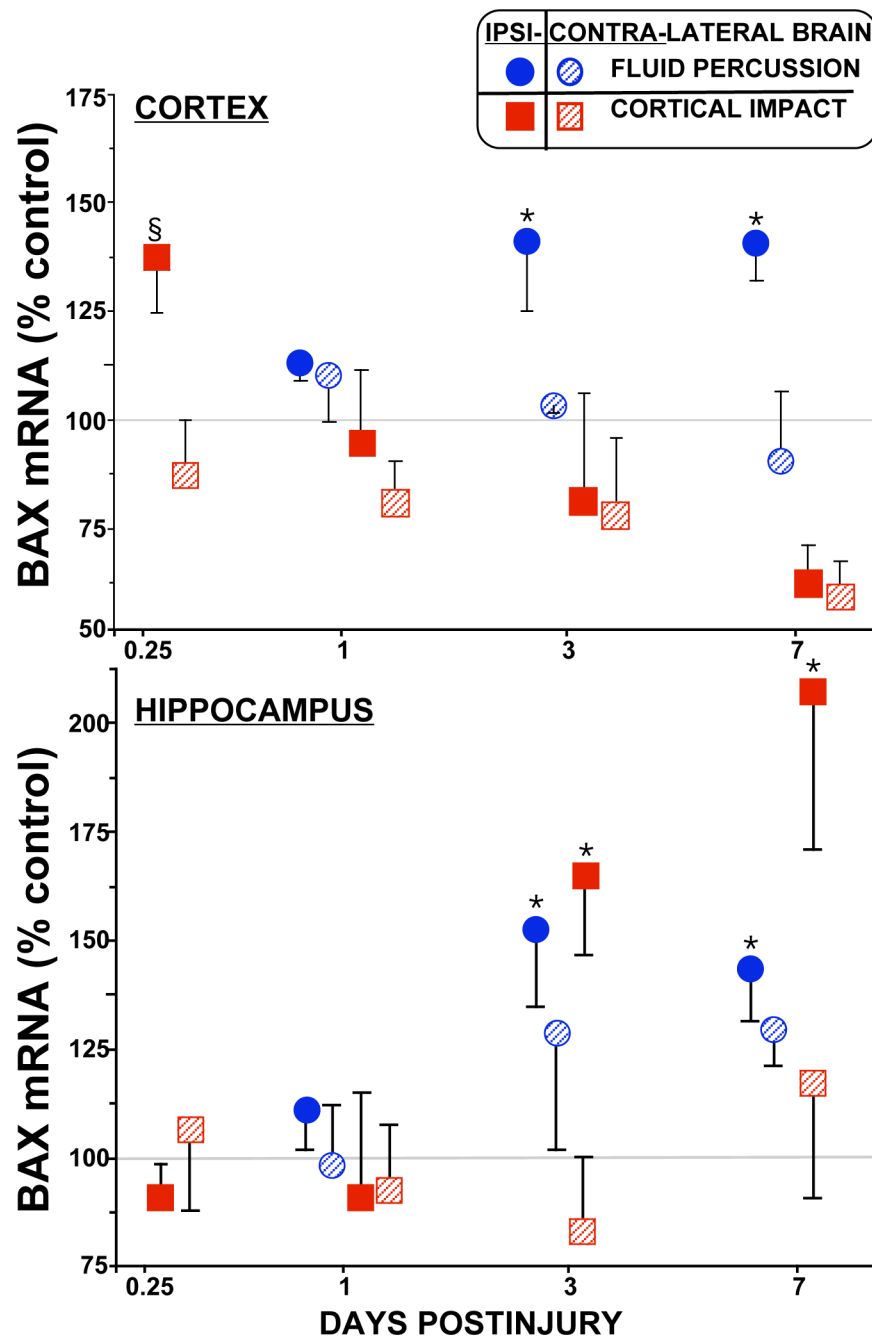 IPSI- CONTRA-LATERAL BRAIN
FLUID PERCUSSION
CORTICAL IMPACT
CORTEX
BAX mRNA (% control)
175
150
125
100
75
50
§
*
*
0.25 1 3 7
HIPPOCAMPUS
BAX mRNA (% control)
200
175
150
125
100
75
*
*
*
*
0.25 1 3 7
DAYS POSTINJURY